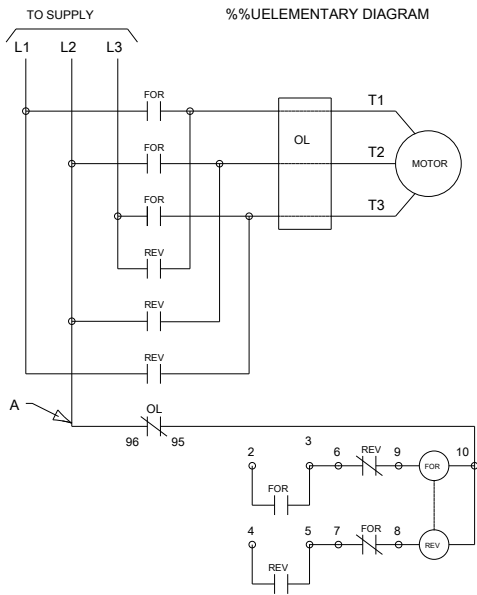 TO SUPPLY
%%UELEMENTARY DIAGRAM
L1 L2 L3
FOR
T1
FOR
OL
T2
MOTOR
FOR
T3
REV
REV
REV
A
OL
96 95
2 3 6 REV 9 FOR 10
FOR
4 5 7 FOR 8 REV
REV